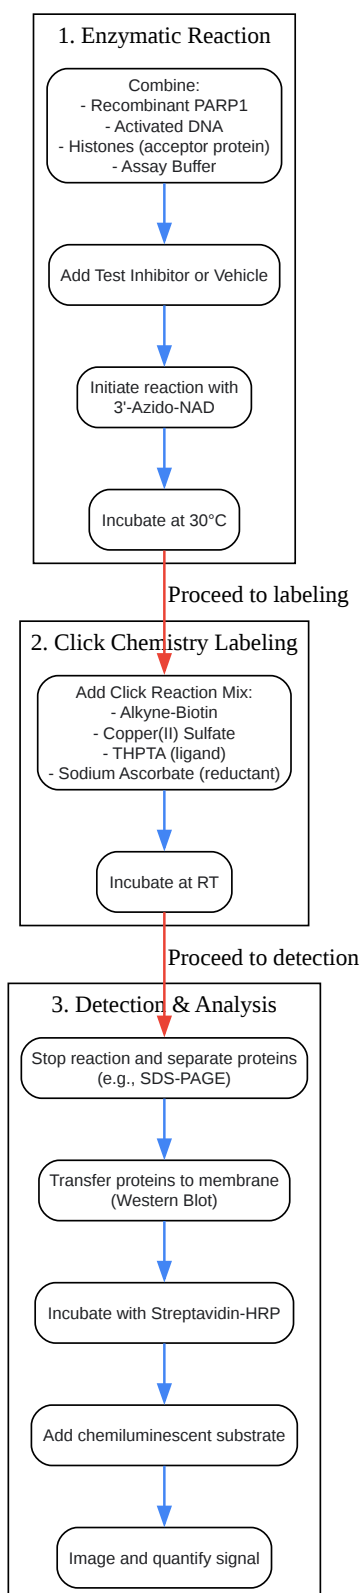 1. Enzymatic Reaction
Combine:
- Recombinant PARP1
- Activated DNA
- Histones (acceptor protein)
- Assay Buffer
Add Test Inhibitor or Vehicle
Initiate reaction with
3'-Azido-NAD
Incubate at 30°C
Proceed to labeling
2. Click Chemistry Labeling
Add Click Reaction Mix:
- Alkyne-Biotin
- Copper(II) Sulfate
- THPTA (ligand)
- Sodium Ascorbate (reductant)
Incubate at RT
Proceed to detection
3. Detection & Analysis
Stop reaction and separate proteins
(e.g., SDS-PAGE)
Transfer proteins to membrane
(Western Blot)
Incubate with Streptavidin-HRP
Add chemiluminescent substrate
Image and quantify signal